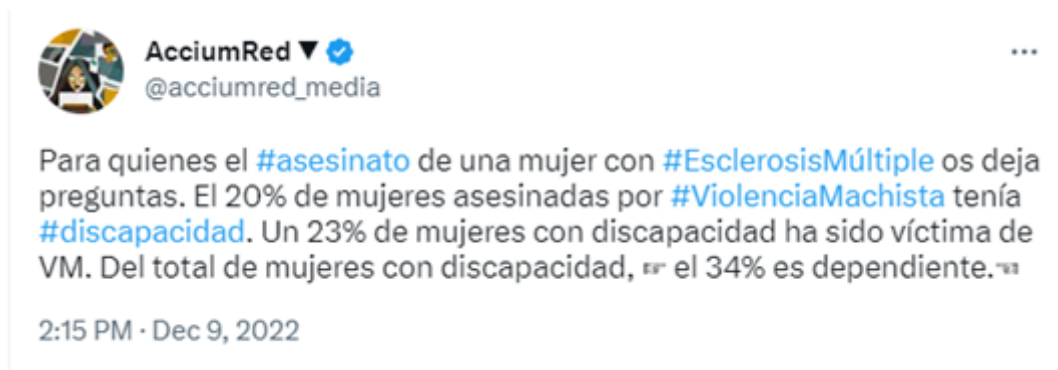 Accium​Red ▼
@acciumred_media
Para quienes el #asesinato de una mujer con #EsclerosisMúltiple os deja
preguntas. El 20% de mujeres asesinadas por #ViolenciaMachista tenía
#discapacidad. Un 23% de mujeres con discapacidad ha sido víctima de
VM. Del total de mujeres con discapacidad, ☞ el 34% es dependiente.☜
2:15 PM · Dec 9, 2022